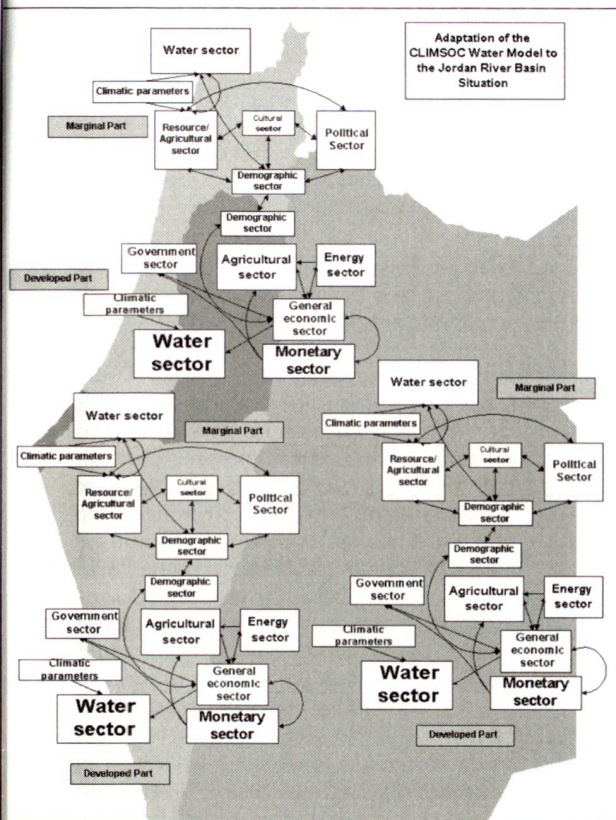 Adaptation of the
CLIMSOC Water Model to
the Jordan River Basin
Situation
Water sector
Climatic parameters
Marginal Part
Resource/
Agricultural
sector
Cultural
sector
Political
Sector
Demographic
sector
Demographic
sector
Government
sector
Agricultural
sector
Energy
sector
Developed Part
Climatic
parameters
General
economic
sector
Water
sector
Monetary
sector
Water sector
Marginal Part
Climatic parameters
Resource/
Agricultural
sector
Cultural
sector
Political
Sector
Demographic
sector
Demographic
sector
Government
sector
Agricultural
sector
Energy
sector
Climatic
parameters
General
economic
sector
Water
sector
Monetary
sector
Developed Part
Water sector
Marginal Part
Climatic parameters
Resource/
Agricultural
sector
Cultural
sector
Political
Sector
Demographic
sector
Demographic
sector
Government
sector
Agricultural
sector
Energy
sector
Climatic
parameters
General
economic
sector
Water
sector
Monetary
sector
Developed Part